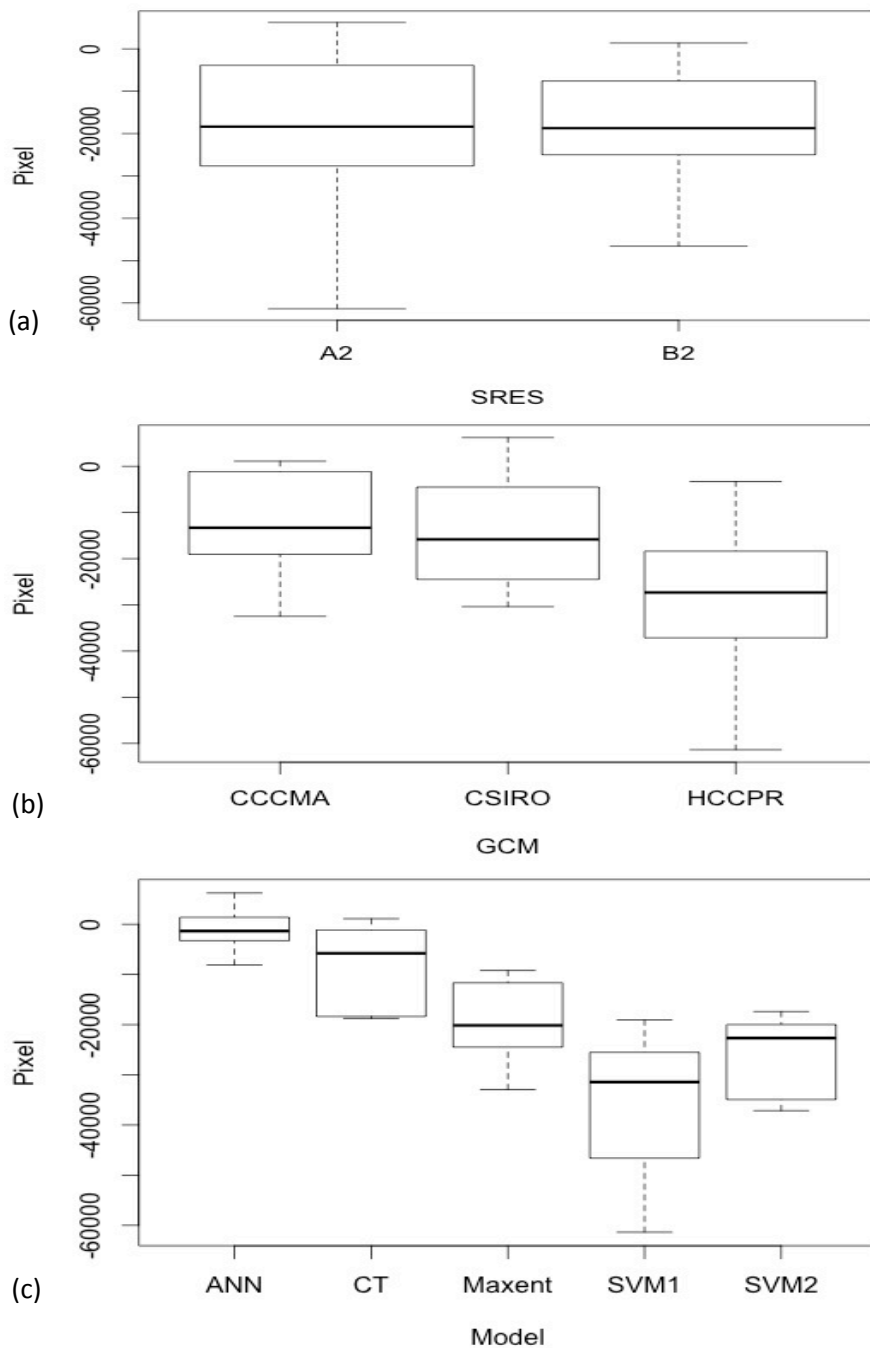 0
-20000
-40000
-60000
Pixel
(a)
A2 B2
SRES
0
-20000
-40000
-60000
Pixel
(b)
CCCMA CSIRO HCCPR
GCM
0
-20000
-40000
-60000
Pixel
(c)
ANN CT Maxent SVM1 SVM2
Model